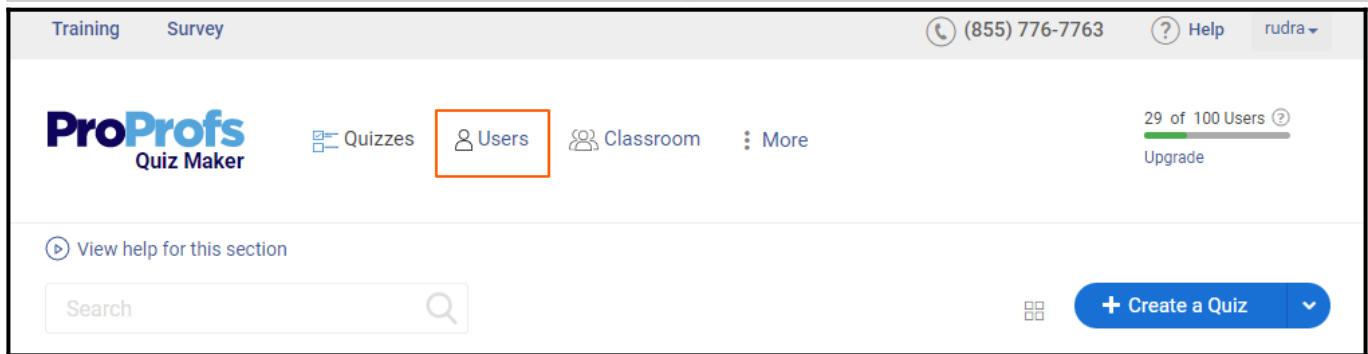 Training Survey (855) 776-7763 ? Help rudra
ProProfs
Quiz Maker
Quizzes Users Classroom More
29 of 100 Users ?
Upgrade
View help for this section
Search + Create a Quiz